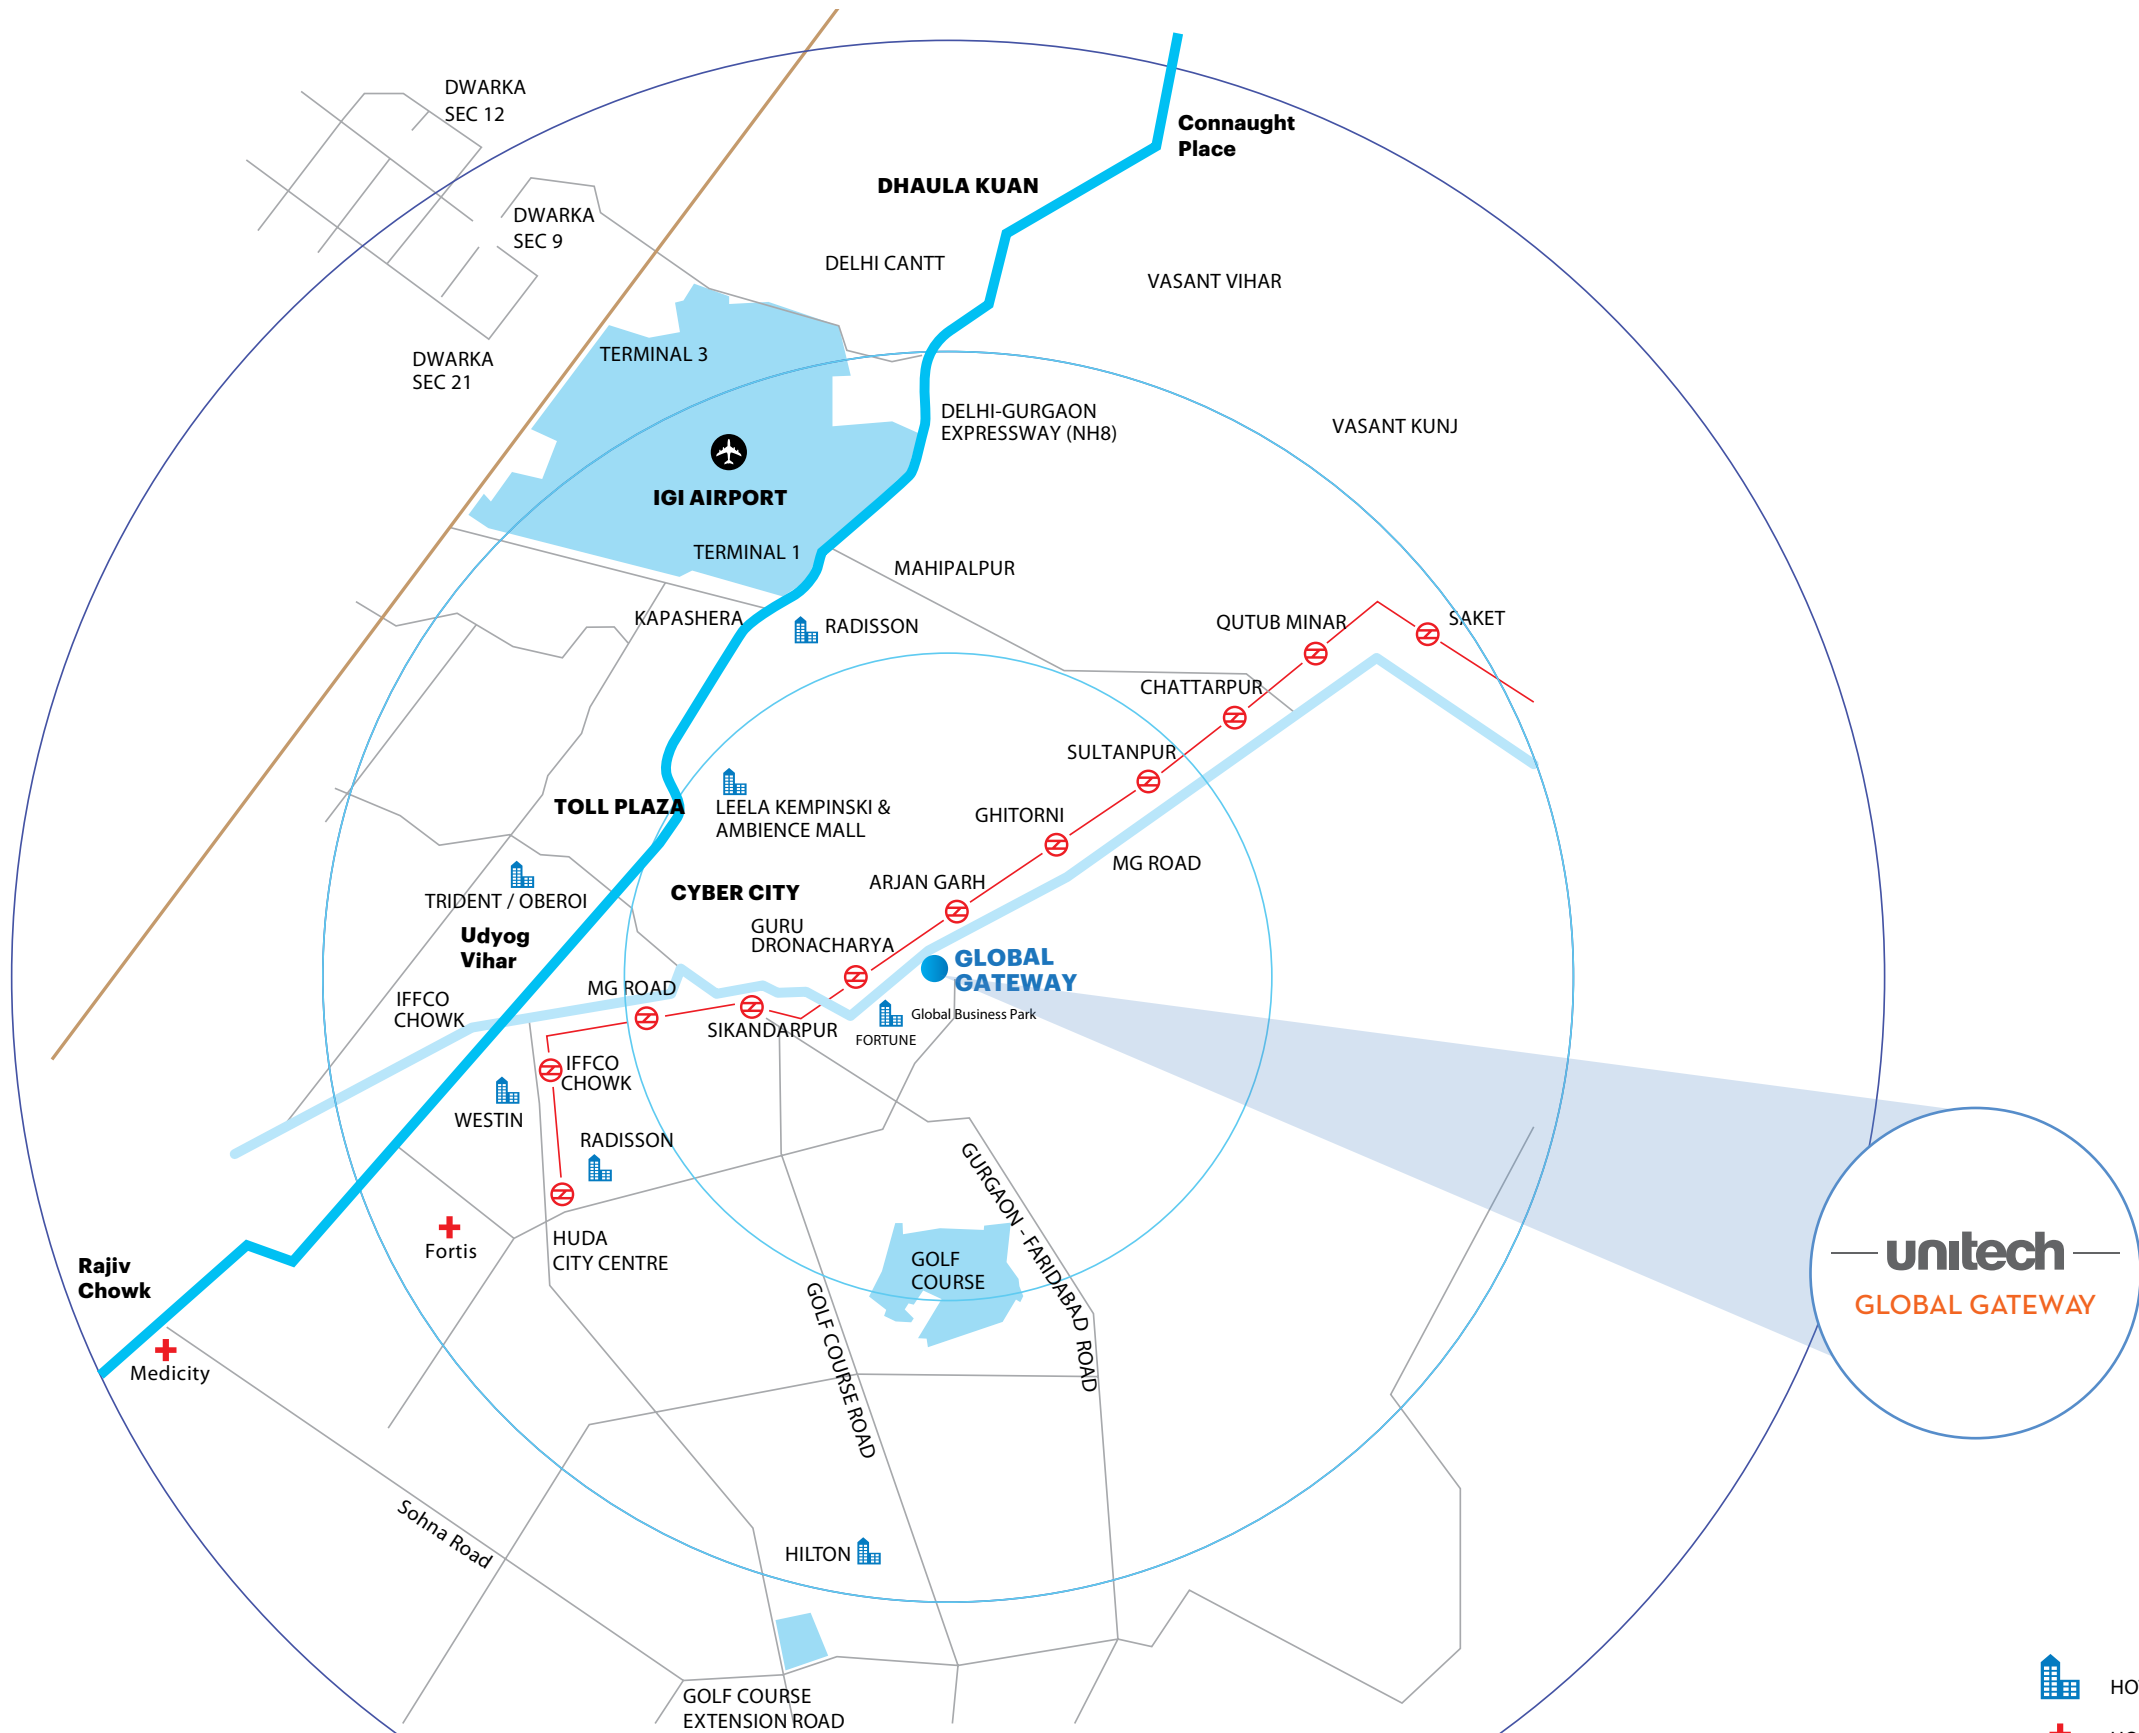 DWARKA
SEC 12
Connaught
Place
DHAULA KUAN
DWARKA
SEC 9
DELHI CANTT
VASANT VIHAR
TERMINAL 3
DWARKA
SEC 21
DELHI-GURGAON
EXPRESSWAY (NH8)
VASANT KUNJ
IGI AIRPORT
TERMINAL 1
MAHIPALPUR
KAPASHERA
RADISSON
QUTUB MINAR
SAKET
CHATTARPUR
SULTANPUR
TOLL PLAZA
LEELA KEMPINSKI &
AMBIENCE MALL
GHITORNI
MG ROAD
ARJAN GARH
CYBER CITY
TRIDENT / OBEROI
GURU
DRONACHARYA
Udyog
Vihar
GLOBAL
GATEWAY
MG ROAD
IFFCO
CHOWK
SIKANDARPUR
Global Business Park
FORTUNE
IFFCO
CHOWK
WESTIN
RADISSON
GURGAON - FARIDABAD ROAD
Fortis
HUDA
CITY CENTRE
GOLF
COURSE
Rajiv
Chowk
unitech
GLOBAL GATEWAY
GOLF COURSE ROAD
Medicity
Sohna Road
HILTON
GOLF COURSE
EXTENSION ROAD